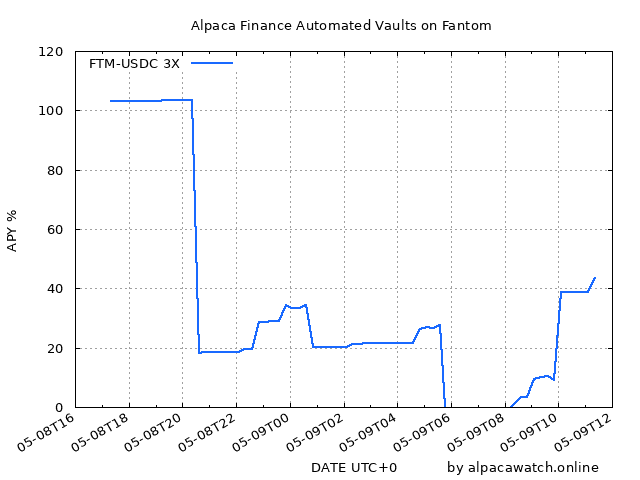 Alpaca Finance Automated Vaults on Fantom
FTM-USDC 3X
120
100
80
60
40
20
0
APY %
05-08T16
05-08T18
05-08T20
05-08T22
05-09T00
05-09T02
05-09T04
05-09T06
05-09T08
05-09T10
05-09T12
DATE UTC+0
by alpacawatch.online